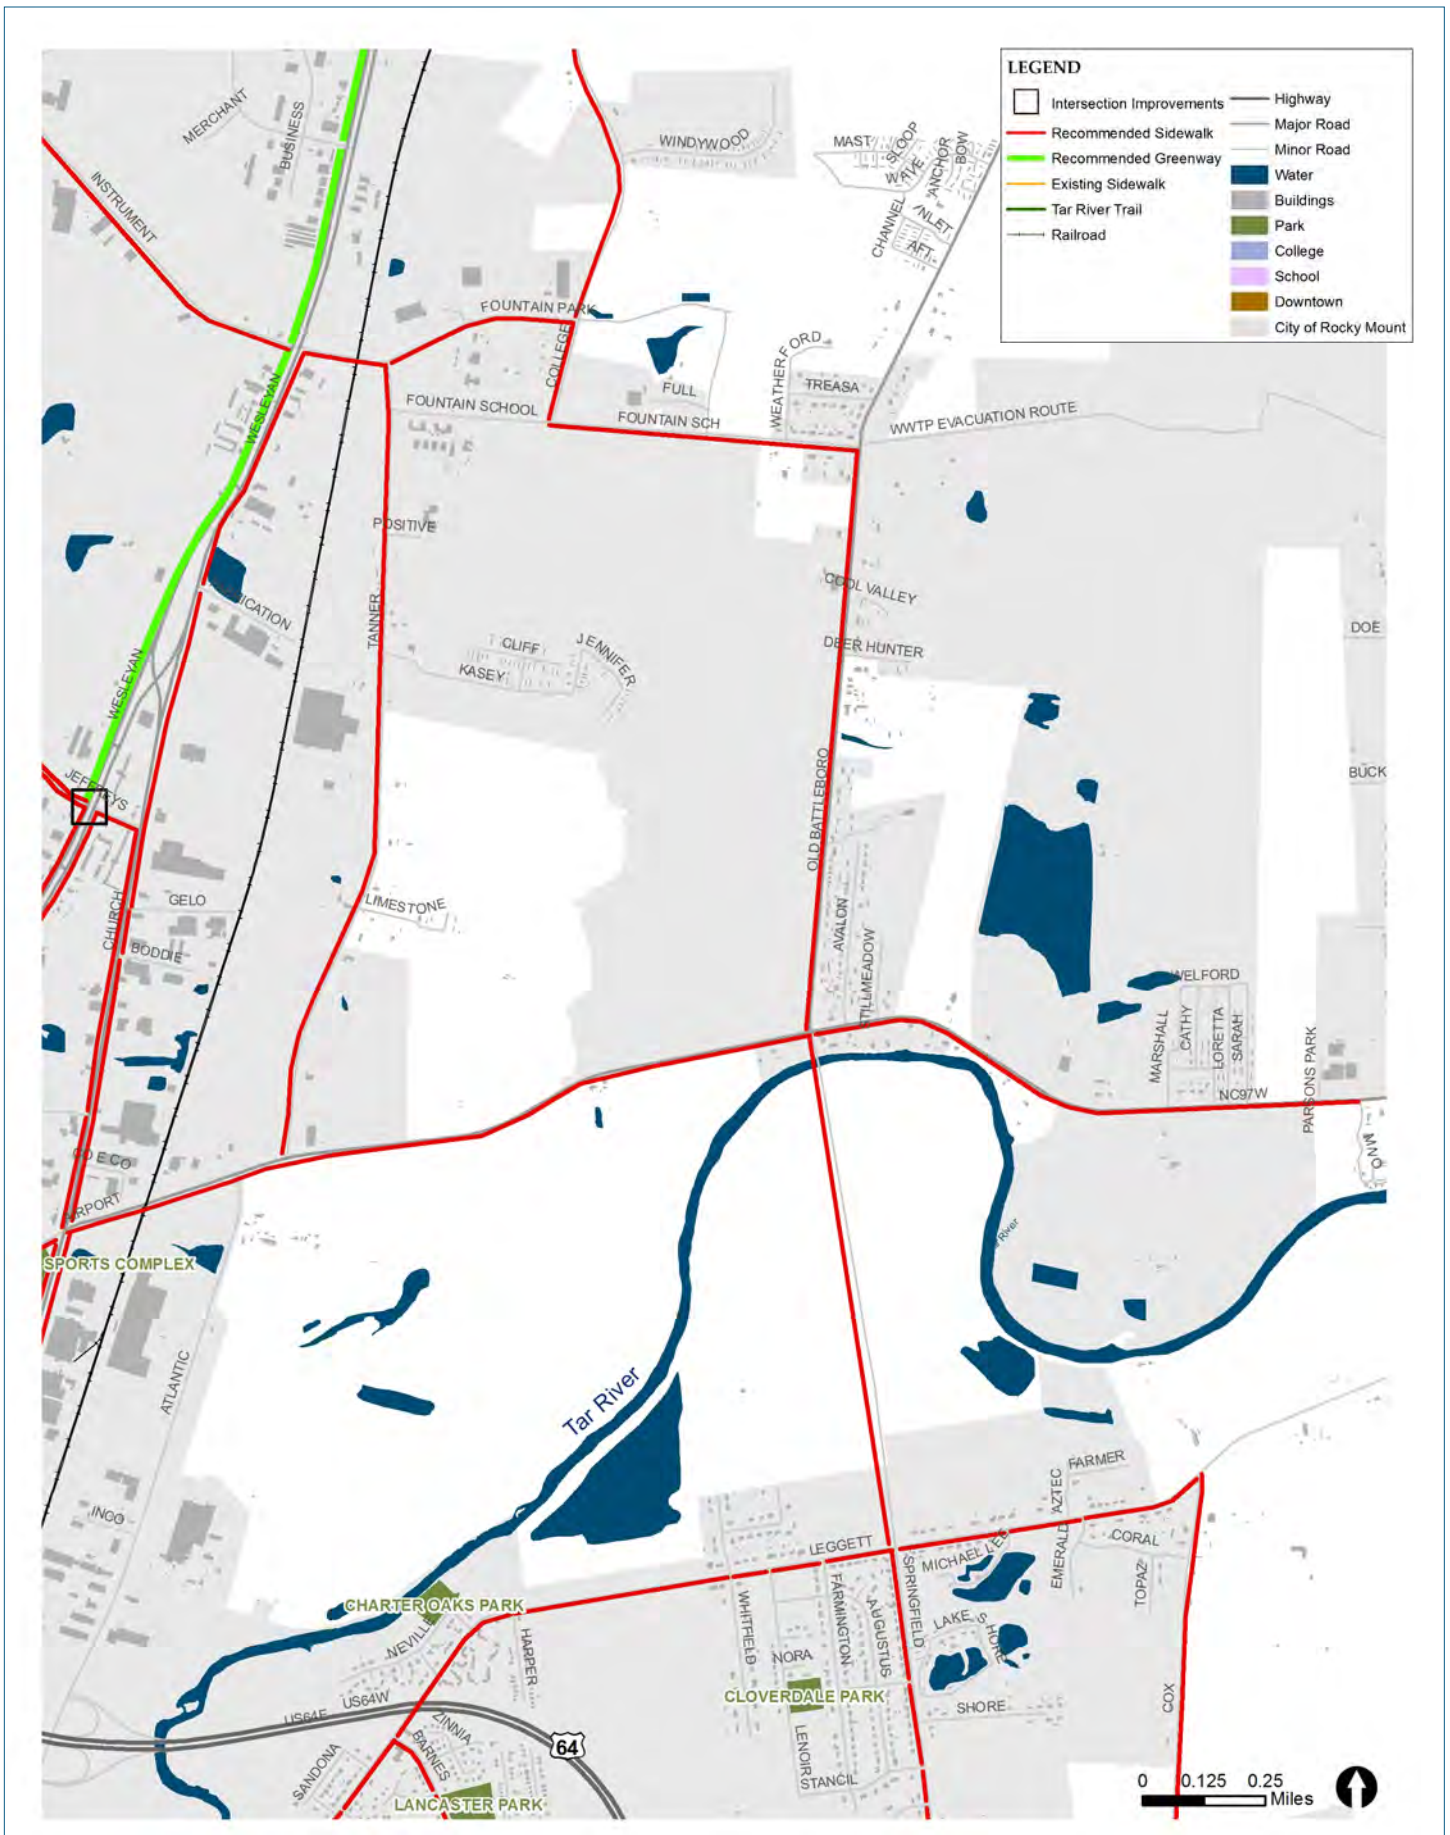 LEGEND
Intersection Improvements
Recommended Sidewalk
Recommended Greenway
Existing Sidewalk
Tar River Trail
Railroad
Highway
Major Road
Minor Road
Water
Buildings
Park
College
School
Downtown
City of Rocky Mount
MERCHANT
BUSINESS
WINDYWOOD
MAST
SLOOP
WAVE
ANCHOR
BOW
CHANNEL
INLET
AFT
INSTRUMENT
FOUNTAIN PARK
COLLEGE
WEATHERFORD
TREASA
FULL
WESLEYAN
FOUNTAIN SCHOOL
FOUNTAIN SCH
WWTP EVACUATION ROUTE
POSITIVE
COOL VALLEY
TANNER
DEER HUNTER
DOE
CLIFF
JENNIFER
KASEY
WESLEYAN
JEFFREYS
BUCK
OLD BATTLEBORO
LIMESTONE
GELO
CHURCH
BODDIE
AVALON
STILLMEADOW
WELFORD
MARSHALL
CATHY
LORETTA
SARAH
PARSONS PARK
NC97W
MNO
CO E CO
AIRPORT
River
SPORTS COMPLEX
ATLANTIC
Tar River
INCO
FARMER
AZTEC
EMERALD
CORAL
TOPAZ
LEGGETT
MICHAEL LEE
SPRINGFIELD
WHITFIELD
FARMINGTON
AUGUSTUS
LAKE SHORE
CHARTER OAKS PARK
NEVILLE
HARPER
NORA
CLOVERDALE PARK
SHORE
COX
US64W
US64E
ZINNIA
BARNES
SANDONA
64
LENOIR
STANCIL
LANCASTER PARK
0 0.125 0.25
Miles